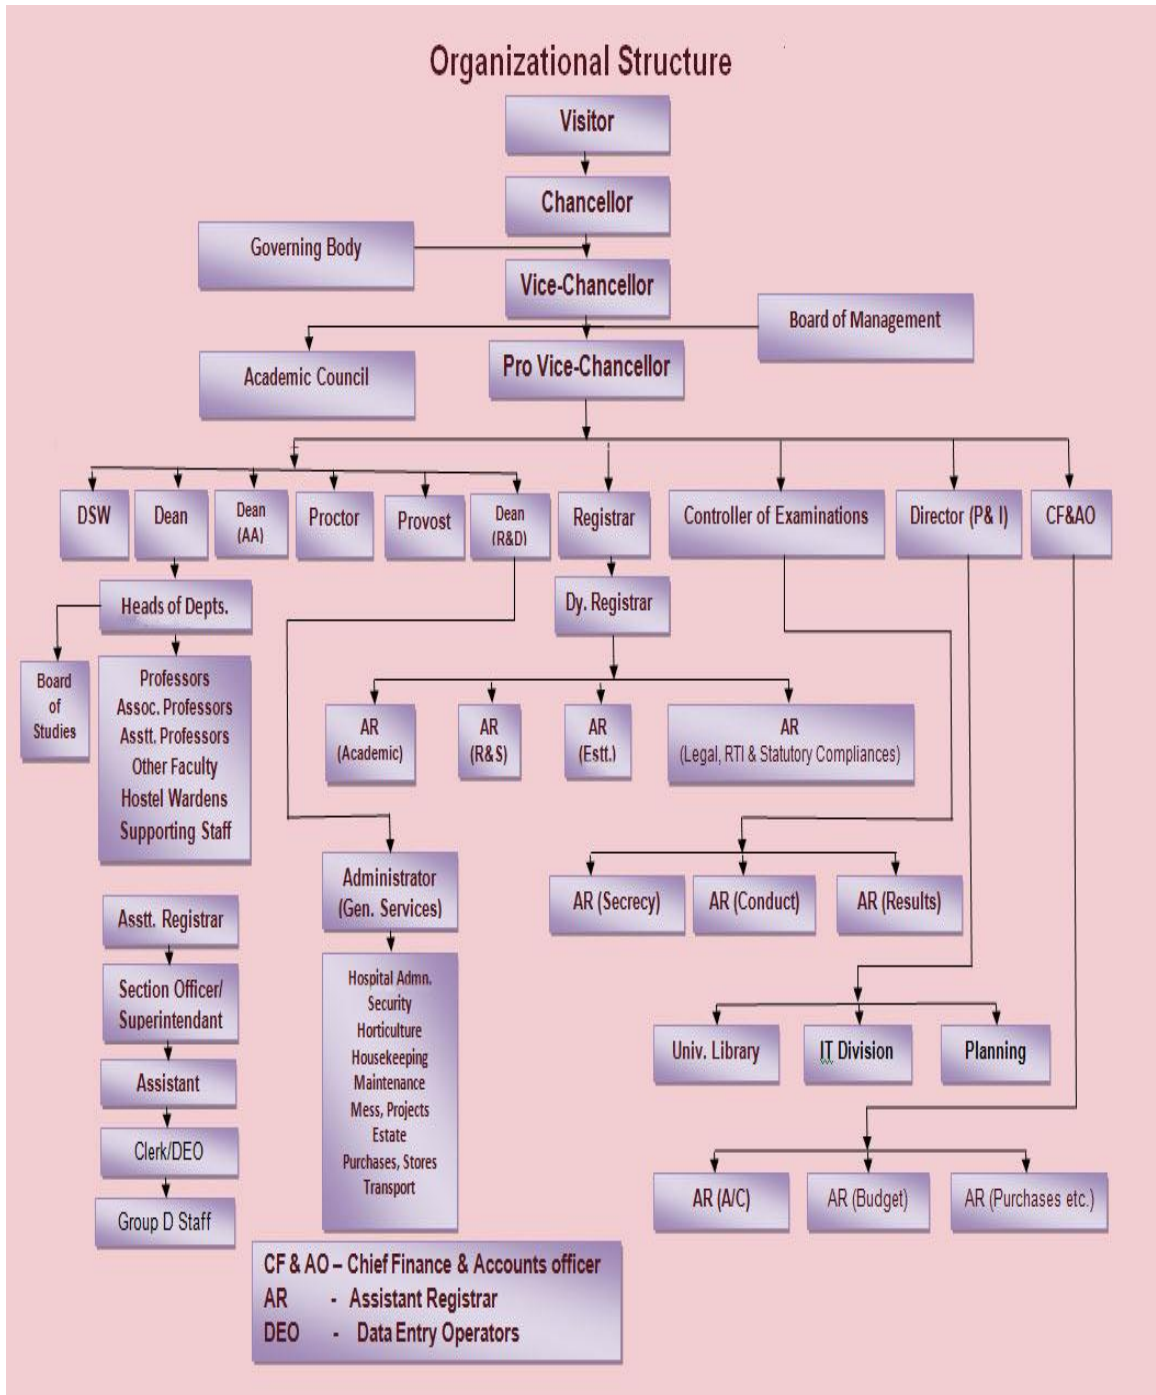 Organizational Structure
Visitor
Chancellor
Governing Body
Vice-Chancellor
Board of Management
Academic Council
Pro Vice-Chancellor
DSW
Dean
Dean
(AA)
Proctor
Provost
Dean
(R&D)
Registrar
Controller of Examinations
Director (P& I)
CF&AO
Heads of Depts.
Dy. Registrar
Board
of
Studies
Professors
Assoc. Professors
Asstt. Professors
Other Faculty
Hostel Wardens
Supporting Staff
AR
(Academic)
AR
(R&S)
AR
(Estt.)
AR
(Legal, RTI & Statutory Compliances)
Administrator
(Gen. Services)
AR (Secrecy)
AR (Conduct)
AR (Results)
Asstt. Registrar
Section Officer/
Superintendant
Assistant
Clerk/DEO
Group D Staff
Hospital Admn.
Security
Horticulture
Housekeeping
Maintenance
Mess, Projects
Estate
Purchases, Stores
Transport
Univ. Library
IT Division
Planning
AR (A/C)
AR (Budget)
AR (Purchases etc.)
CF & AO – Chief Finance & Accounts officer
AR - Assistant Registrar
DEO - Data Entry Operators